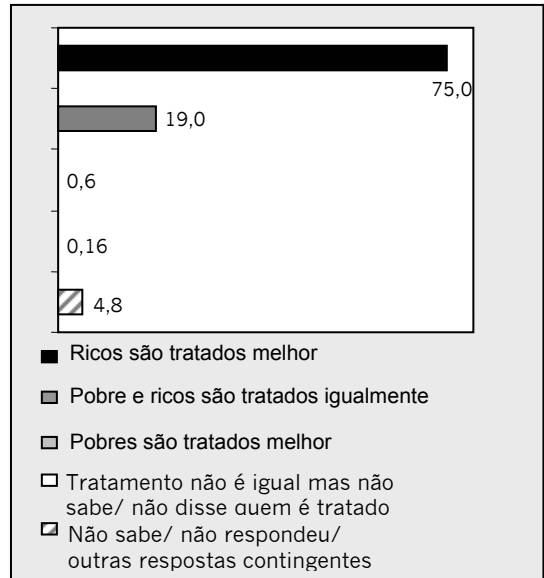 75,0
19,0
0,6
0,16
4,8
Ricos são tratados melhor
Pobre e ricos são tratados igualmente
Pobres são tratados melhor
Tratamento não é igual mas não
sabe/ não disse quem é tratado
Não sabe/ não respondeu/
outras respostas contingentes